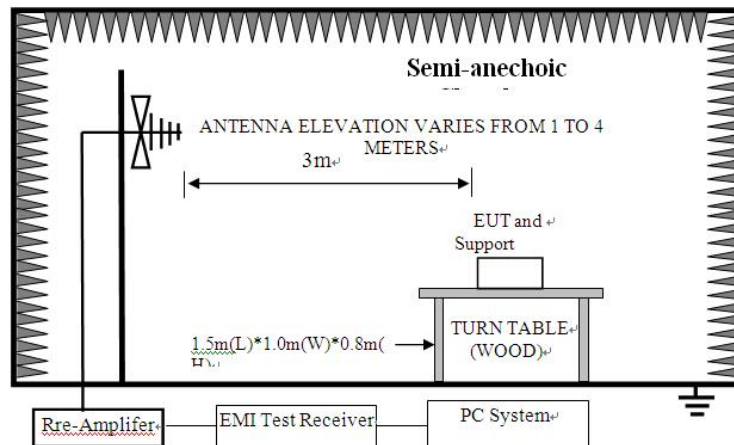 Semi-anechoic
ANTENNA ELEVATION VARIES FROM 1 TO 4
METERS
3m
EUT and
Support
1.5m(L)*1.0m(W)*0.8m(
H)
TURN TABLE
(WOOD)
Rre-Amplifer
EMI Test Receiver
PC System